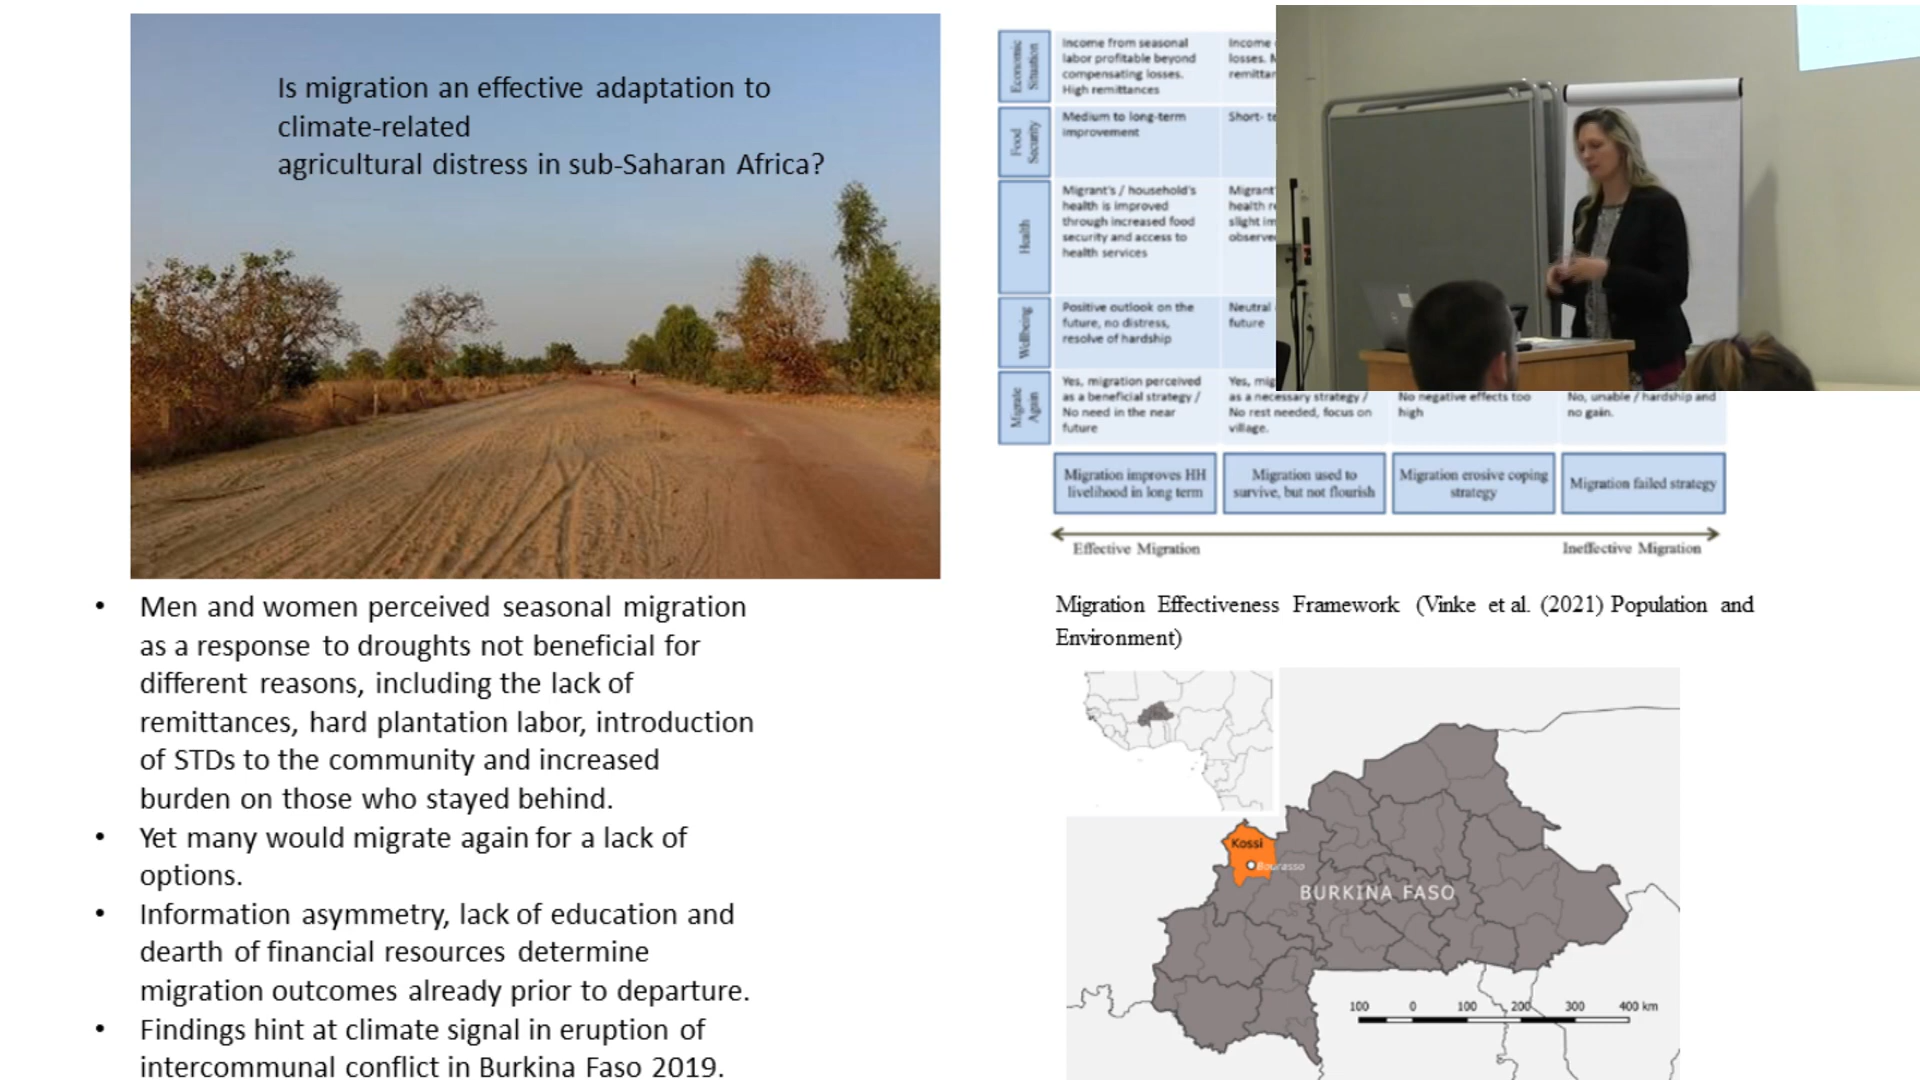 Is migration an effective adaptation to
climate-related
agricultural distress in sub-Saharan Africa?
• Men and women perceived seasonal migration
as a response to droughts not beneficial for
different reasons, including the lack of
remittances, hard plantation labor, introduction
of STDs to the community and increased
burden on those who stayed behind.
• Yet many would migrate again for a lack of
options.
• Information asymmetry, lack of education and
dearth of financial resources determine
migration outcomes already prior to departure.
• Findings hint at climate signal in eruption of
intercommunal conflict in Burkina Faso 2019.
Economic
Situation
Income from seasonal
labor profitable beyond
compensating losses.
High remittances
Income
losses.
Food
Security
Medium to long-term
improvement
Short-
Health
Migrant's / household's
health is improved
through increased food
security and access to
health services
Migrant'
health
slight
Wellbeing
Positive outlook on the
future, no distress,
resolve of hardship
Neutral
future
Migrate
Again
Yes, migration perceived
as a beneficial strategy /
No need in the near
future
Yes,
as a necessary strategy /
No rest needed, focus on
village.
No negative effects too
high
No, unable / hardship and
no gain.
Migration improves HH
livelihood in long term
Migration used to
survive, but not flourish
Migration erosive coping
strategy
Migration failed strategy
Effective Migration
Ineffective Migration
Migration Effectiveness Framework (Vinke et al. (2021) Population and
Environment)
Kossi
Bourasso
BURKINA FASO
100 0 100 200 300 400 km